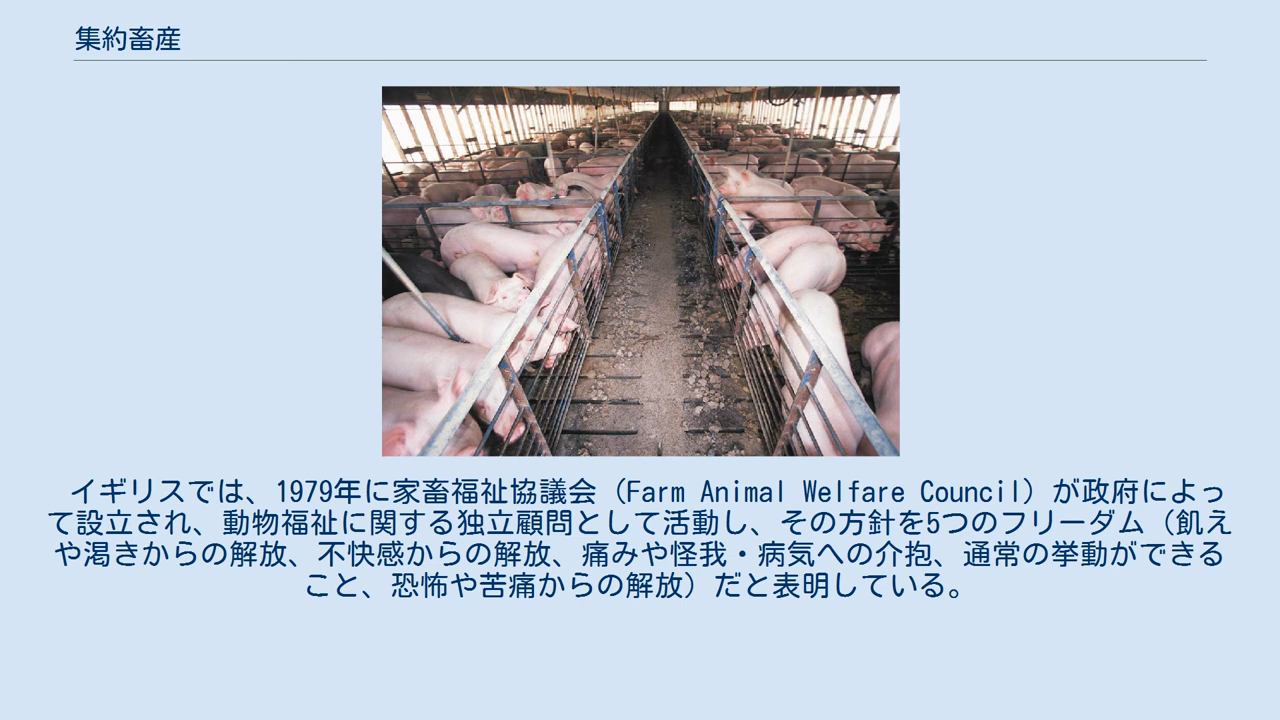 集約畜産
イギリスでは、1979年に家畜福祉協議会（Farm Animal Welfare Council）が政府によっ
て設立され、動物福祉に関する独立顧問として活動し、その方針を5つのフリーダム（飢え
や渇きからの解放、不快感からの解放、痛みや怪我・病気への介抱、通常の挙動ができる
こと、恐怖や苦痛からの解放）だと表明している。